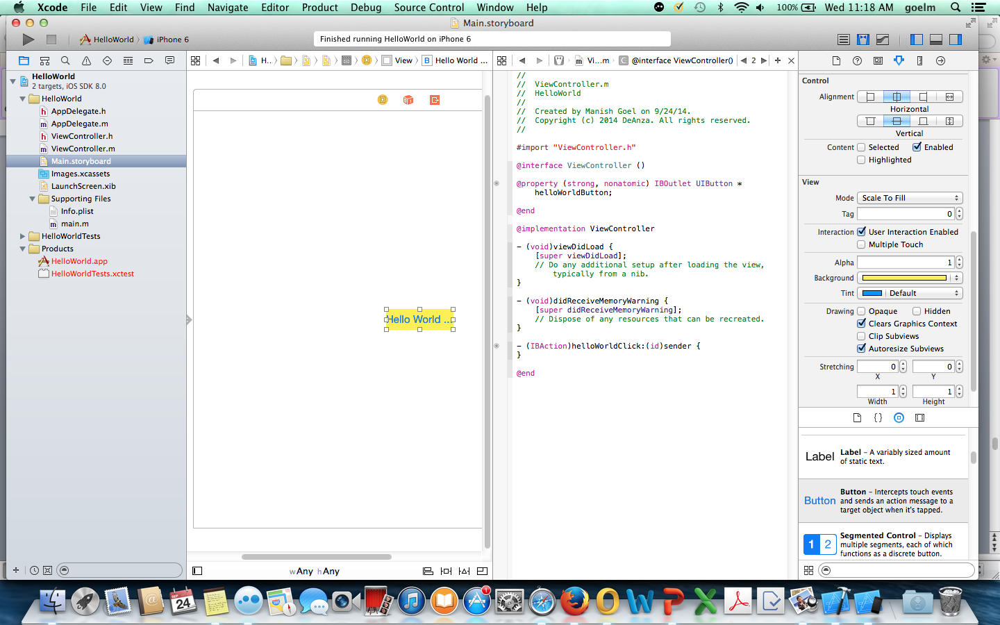 Xcode File Edit View Find Navigate Editor Product Debug Source Control Window Help 100% Wed 11:18 AM goelm
Main.storyboard
HelloWorld iPhone 6
Finished running HelloWorld on iPhone 6
H... View B Hello World ...
Vi...m C @interface ViewController() 2
HelloWorld
2 targets, iOS SDK 8.0
HelloWorld
h AppDelegate.h
m AppDelegate.m
h ViewController.h
m ViewController.m
Main.storyboard
Images.xcassets
LaunchScreen.xib
Supporting Files
Info.plist
m main.m
HelloWorldTests
Products
HelloWorld.app
HelloWorldTests.xctest
Hello World ...
wAny hAny
//
// ViewController.m
// HelloWorld
//
// Created by Manish Goel on 9/24/14.
// Copyright (c) 2014 DeAnza. All rights reserved.
//
#import "ViewController.h"
@interface ViewController ()
@property (strong, nonatomic) IBOutlet UIButton *
helloWorldButton;
@end
@implementation ViewController
- (void)viewDidLoad {
[super viewDidLoad];
// Do any additional setup after loading the view,
typically from a nib.
}
- (void)didReceiveMemoryWarning {
[super didReceiveMemoryWarning];
// Dispose of any resources that can be recreated.
}
- (IBAction)helloWorldClick:(id)sender {
}
@end
Control
Alignment
Horizontal
Vertical
Content Selected Enabled
Highlighted
View
Mode Scale To Fill
Tag 0
Interaction User Interaction Enabled
Multiple Touch
Alpha 1
Background
Tint Default
Drawing Opaque Hidden
Clears Graphics Context
Clip Subviews
Autoresize Subviews
Stretching 0 0
X Y
1 1
Width Height
{}
Label Label – A variably sized amount
of static text.
Button Button – Intercepts touch events
and sends an action message to a
target object when it's tapped.
1 2 Segmented Control – Displays
multiple segments, each of which
functions as a discrete button.
SEP
24
1